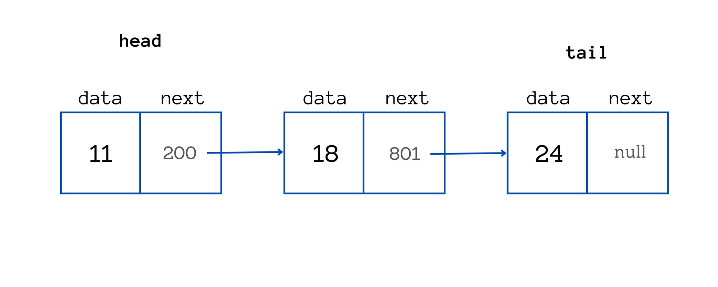 head
tail
data next
data next
data next
11 200
18 801
24 null